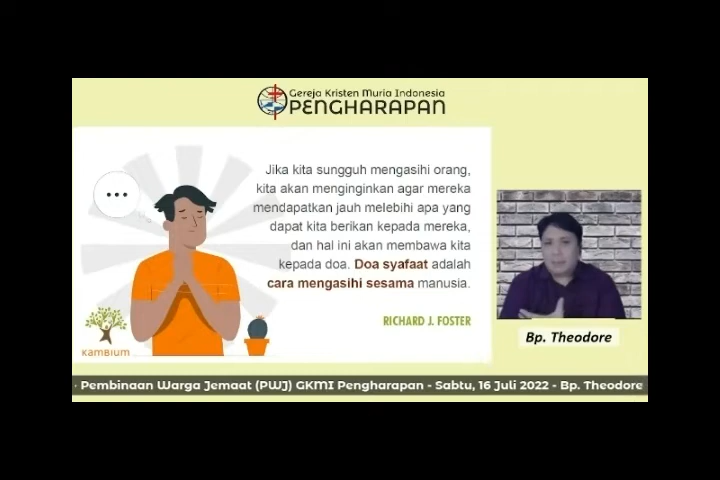 Gereja Kristen Muria Indonesia
PENGHARAPAN
Jika kita sungguh mengasihi orang,
kita akan menginginkan agar mereka
mendapatkan jauh melebihi apa yang
dapat kita berikan kepada mereka,
dan hal ini akan membawa kita
kepada doa. Doa syafaat adalah
cara mengasihi sesama manusia.
RICHARD J. FOSTER
KAMBIUM
Bp. Theodore
- Pembinaan Warga Jemaat (PWJ) GKMI Pengharapan - Sabtu, 16 Juli 2022 - Bp. Theodore